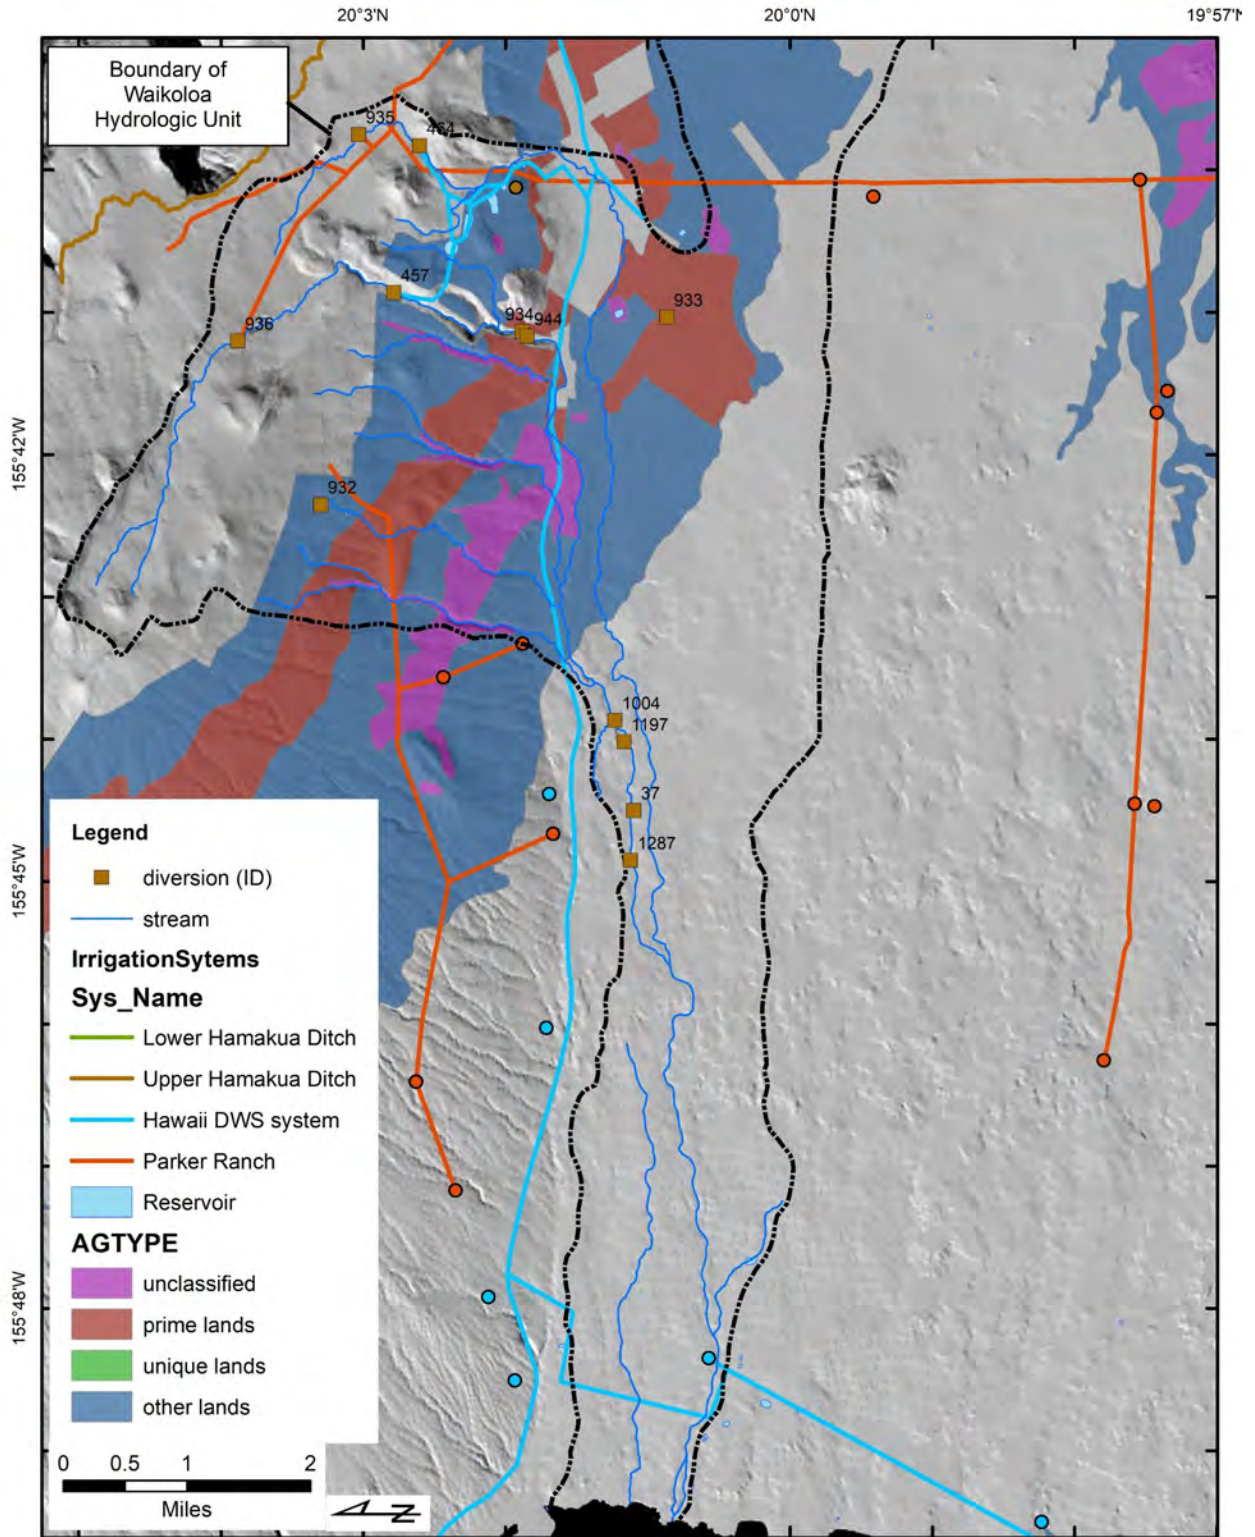 20°3'N
20°0'N
19°57'N
Boundary of
Waikoloa
Hydrologic Unit
935
464
457
933
934
944
936
155°42'W
932
1004
1197
37
1287
155°45'W
Legend
diversion (ID)
stream
IrrigationSytems
Sys_Name
Lower Hamakua Ditch
Upper Hamakua Ditch
Hawaii DWS system
Parker Ranch
Reservoir
AGTYPE
unclassified
prime lands
unique lands
other lands
155°48'W
0 0.5 1 2
Miles
N